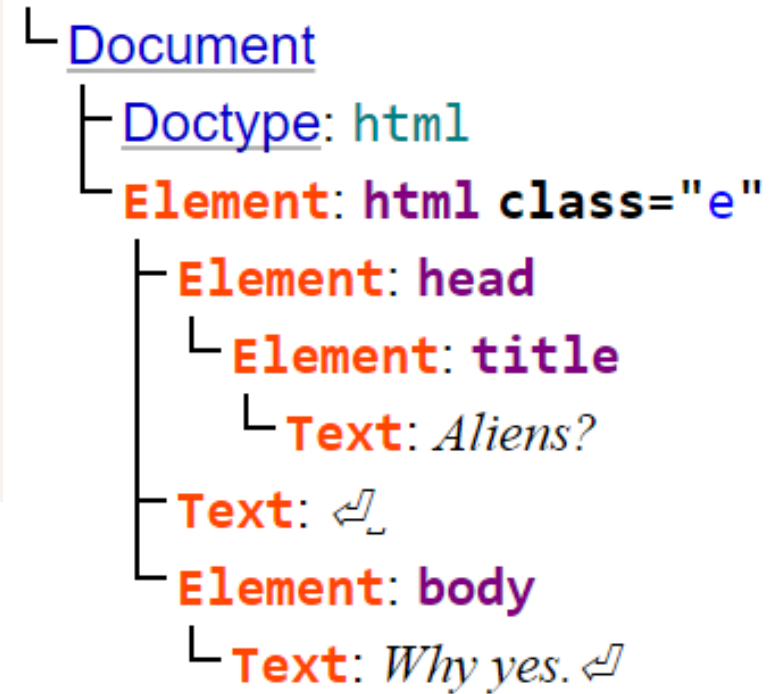 Document
Doctype: html
Element: html class="e"
Element: head
Element: title
Text: Aliens?
Text: ⏎␣
Element: body
Text: Why yes.⏎